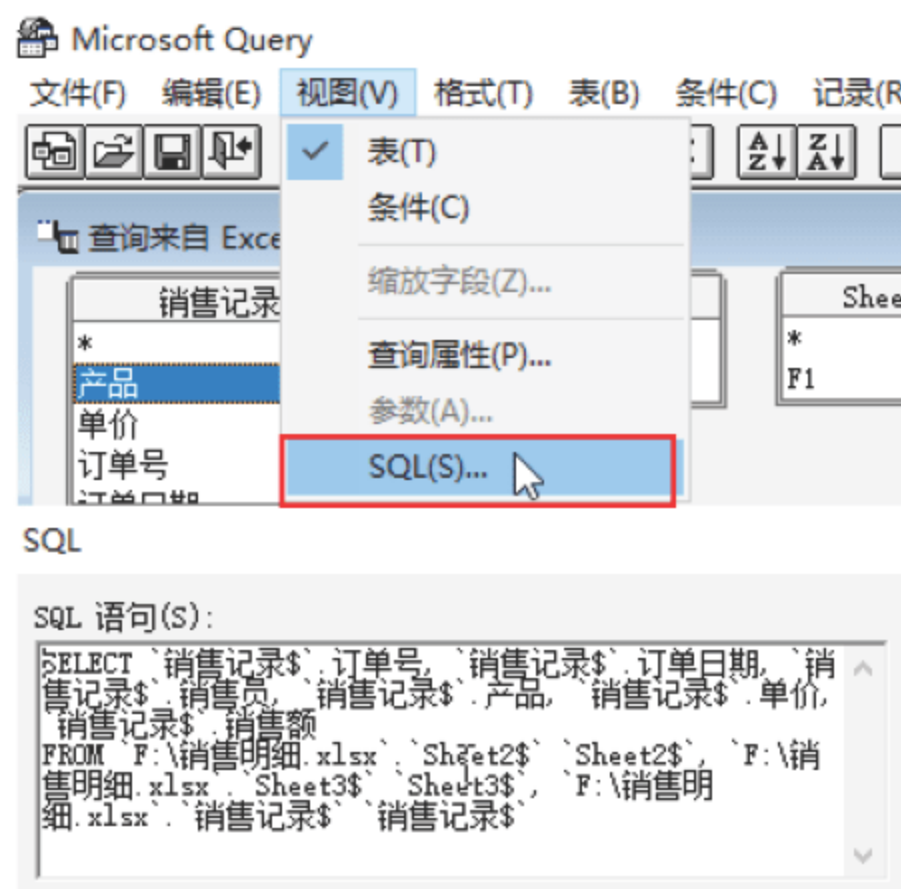 Microsoft Query
文件(F) 编辑(E) 视图(V) 格式(T) 表(B) 条件(C) 记录(R
表(T)
条件(C)
查询来自 Exce
缩放字段(Z)...
销售记录
Shee
*
*
查询属性(P)...
产品
F1
单价
参数(A)...
订单号
SQL(S)...
订单日期
SQL
SQL 语句(S):
SELECT `销售记录$`.订单号, `销售记录$`.订单日期, `销
售记录$`.销售员, `销售记录$`.产品, `销售记录$`.单价,
`销售记录$`.销售额
FROM `F:\销售明细.xlsx`.`Sheet2$` `Sheet2$`, `F:\销
售明细.xlsx`.`Sheet3$` `Sheet3$`, `F:\销售明
细.xlsx`.`销售记录$` `销售记录$`